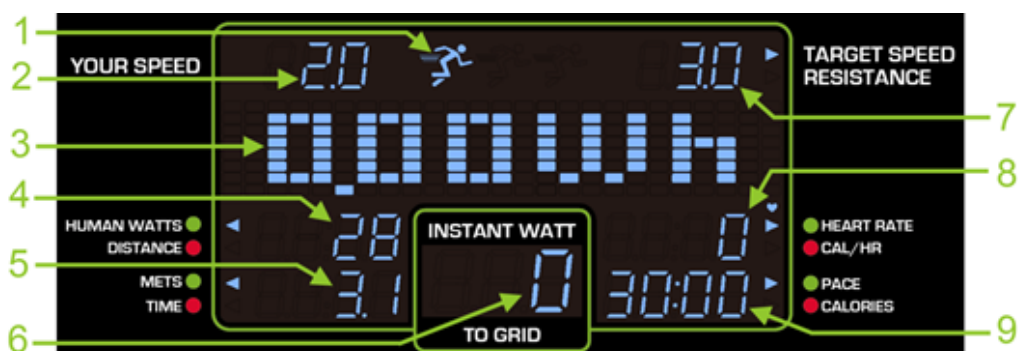 1
YOUR SPEED
2
2.0
3.0
TARGET SPEED
RESISTANCE
7
3
0.00Wh
4
8
HUMAN WATTS
DISTANCE
28
INSTANT WATT
0
HEART RATE
CAL/HR
5
METS
TIME
3.1
0
30:00
PACE
CALORIES
6
TO GRID
9